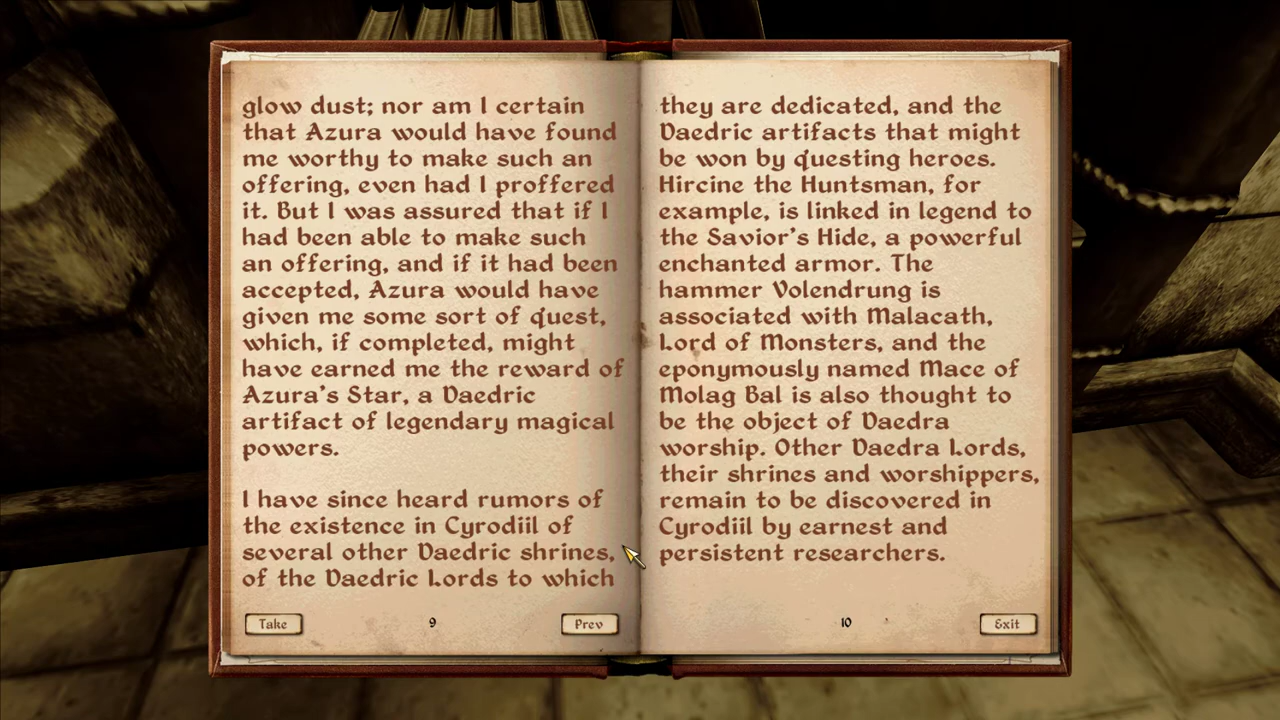 glow dust; nor am I certain
that Azura would have found
me worthy to make such an
offering, even had I proffered
it. But I was assured that if I
had been able to make such
an offering, and if it had been
accepted, Azura would have
given me some sort of quest,
which, if completed, might
have earned me the reward of
Azura's Star, a Daedric
artifact of legendary magical
powers.
I have since heard rumors of
the existence in Cyrodiil of
several other Daedric shrines,
of the Daedric Lords to which
Take
9
Prev
they are dedicated, and the
Daedric artifacts that might
be won by questing heroes.
Hircine the Huntsman, for
example, is linked in legend to
the Savior's Hide, a powerful
enchanted armor. The
hammer Volendrung is
associated with Malacath,
Lord of Monsters, and the
eponymously named Mace of
Molag Bal is also thought to
be the object of Daedra
worship. Other Daedra Lords,
their shrines and worshippers,
remain to be discovered in
Cyrodiil by earnest and
persistent researchers.
10
Exit